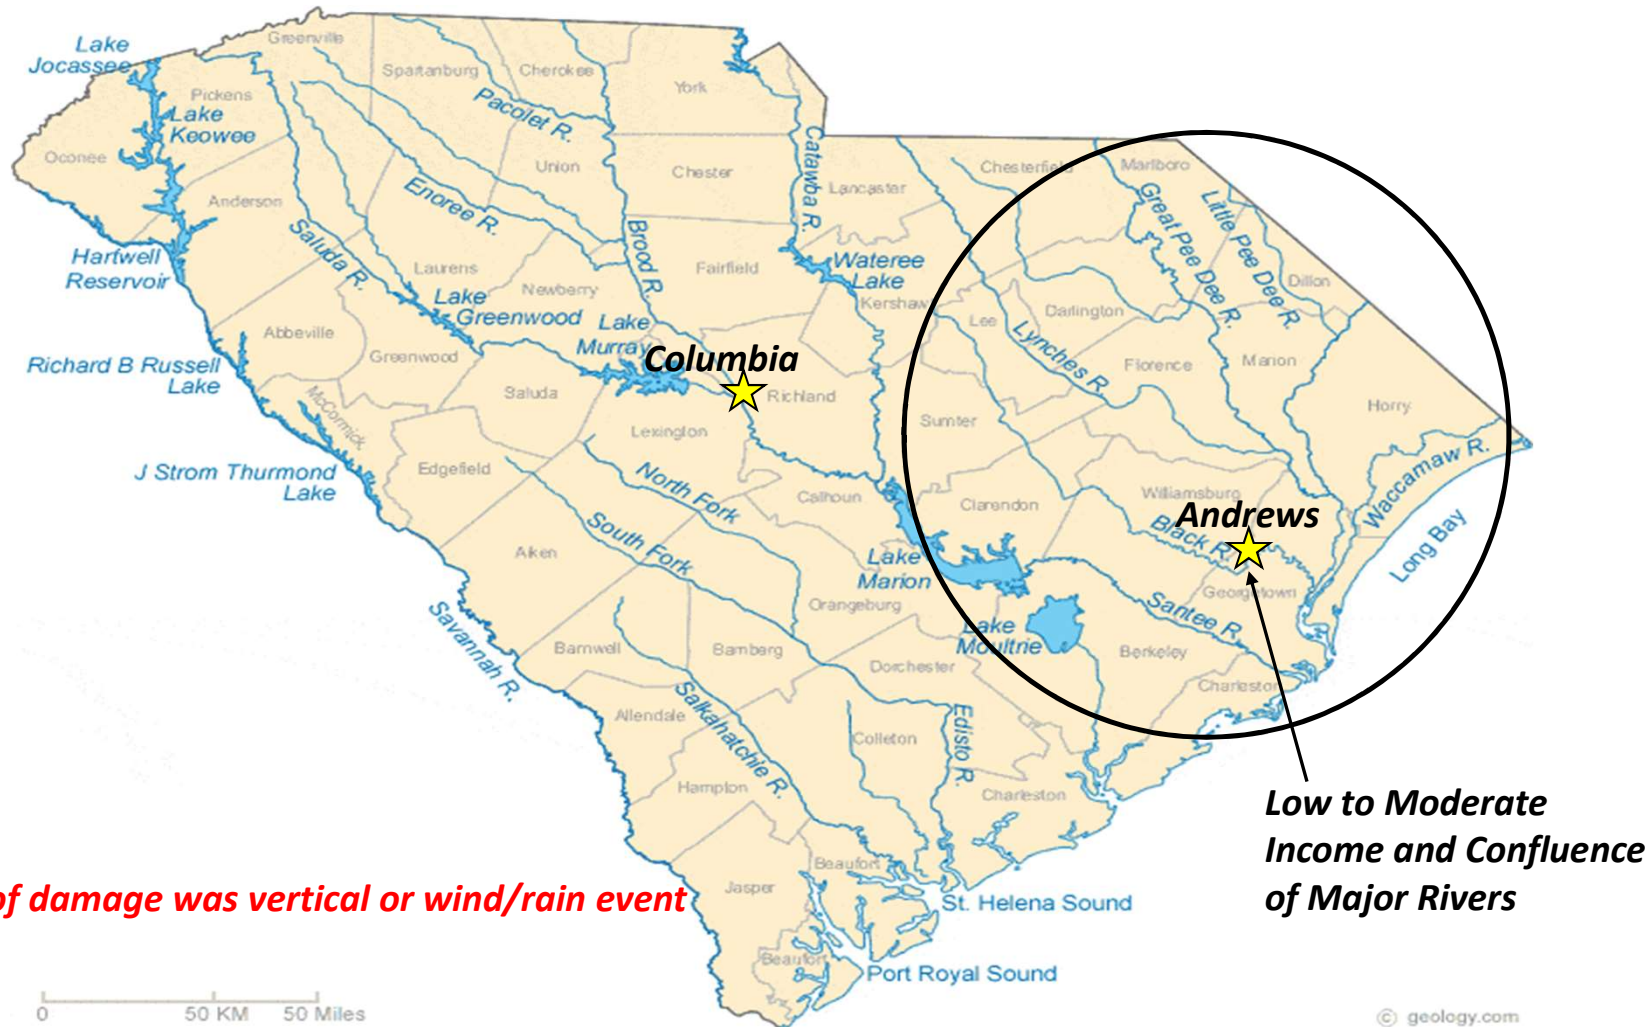 Greenville
Lake
Jocassee
Spartanburg
Cherokee
York
Pickens
Lake
Keowee
Pacolet R.
Oconee
Union
Chester
Catawba R.
Lancaster
Chesterfield
Marlboro
Anderson
Enoree R.
Great Pee Dee R.
Little Pee Dee R.
Saluda R.
Brood R.
Hartwell
Reservoir
Laurens
Newberry
Fairfield
Wateree
Lake
Kershaw
Dillon
Lake
Greenwood
Lake
Murray
Lee
Darlington
Abbeville
Greenwood
Columbia
Lynches R.
Florence
Marion
Richard B Russell
Lake
McCormick
Saluda
Richland
Horry
Lexington
Sumter
Edgefield
J Strom Thurmond
Lake
North Fork
Calhoun
Clarendon
Williamsburg
Waccamaw R.
Andrews
Black R.
Long Bay
South Fork
Aiken
Lake
Marion
Georgetown
Orangeburg
Santee R.
Savannah R.
Lake
Moultrie
Barnwell
Bamberg
Dorchester
Berkeley
Charleston
Salkahatchie R.
Allendale
Edisto R.
Colleton
Hampton
Charleston
Low to Moderate
Income and Confluence
of Major Rivers
Beaufort
Jasper
of damage was vertical or wind/rain event
St. Helena Sound
Beaufort
Port Royal Sound
0 50 KM 50 Miles
© geology.com